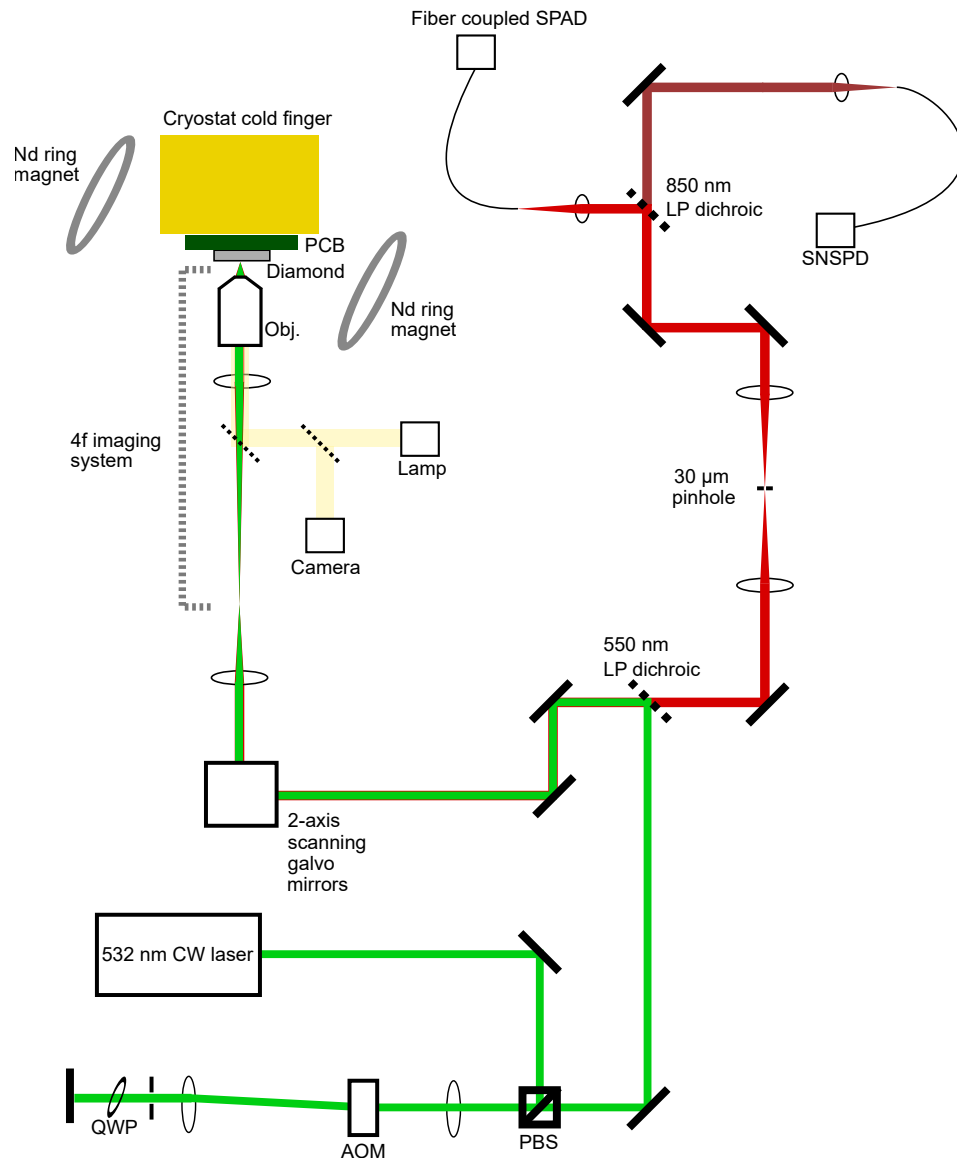 Fiber coupled SPAD
Cryostat cold finger
Nd ring
magnet
850 nm
LP dichroic
PCB
SNSPD
Diamond
Nd ring
magnet
Obj.
4f imaging
system
Lamp
30 µm
pinhole
Camera
550 nm
LP dichroic
2-axis
scanning
galvo
mirrors
532 nm CW laser
QWP
AOM
PBS